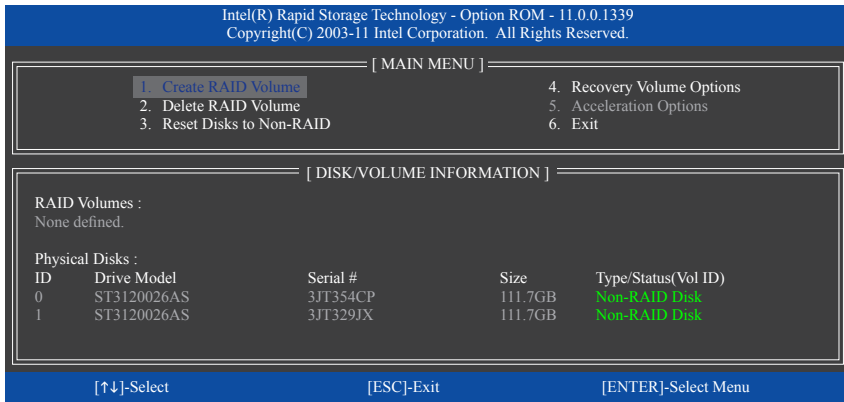 Intel(R) Rapid Storage Technology - Option ROM - 11.0.0.1339
Copyright(C) 2003-11 Intel Corporation.  All Rights Reserved.
[ MAIN MENU ]
1. Create RAID Volume
2. Delete RAID Volume
3. Reset Disks to Non-RAID
4. Recovery Volume Options
5. Acceleration Options
6. Exit
[ DISK/VOLUME INFORMATION ]
RAID Volumes :
None defined.
Physical Disks :
ID Drive Model Serial # Size Type/Status(Vol ID)
0 ST3120026AS 3JT354CP 111.7GB Non-RAID Disk
1 ST3120026AS 3JT329JX 111.7GB Non-RAID Disk
[↑↓]-Select [ESC]-Exit [ENTER]-Select Menu